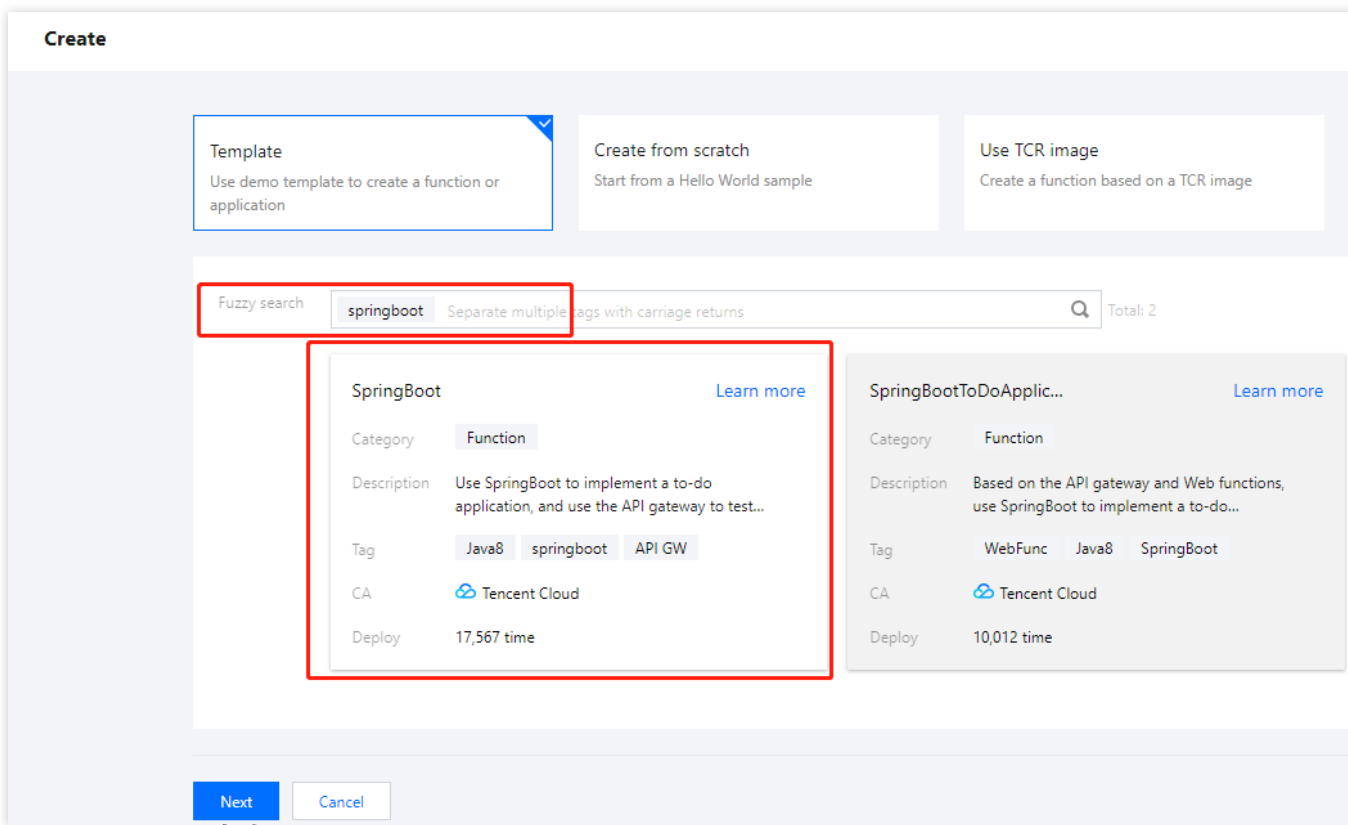 Create
Template
Use demo template to create a function or
application
Create from scratch
Start from a Hello World sample
Use TCR image
Create a function based on a TCR image
Fuzzy search springboot Separate multiple tags with carriage returns Total: 2
SpringBoot Learn more
Category Function
Description Use SpringBoot to implement a to-do
application, and use the API gateway to test...
Tag Java8 springboot API GW
CA Tencent Cloud
Deploy 17,567 time
SpringBootToDoApplic... Learn more
Category Function
Description Based on the API gateway and Web functions,
use SpringBoot to implement a to-do...
Tag WebFunc Java8 SpringBoot
CA Tencent Cloud
Deploy 10,012 time
Next Cancel